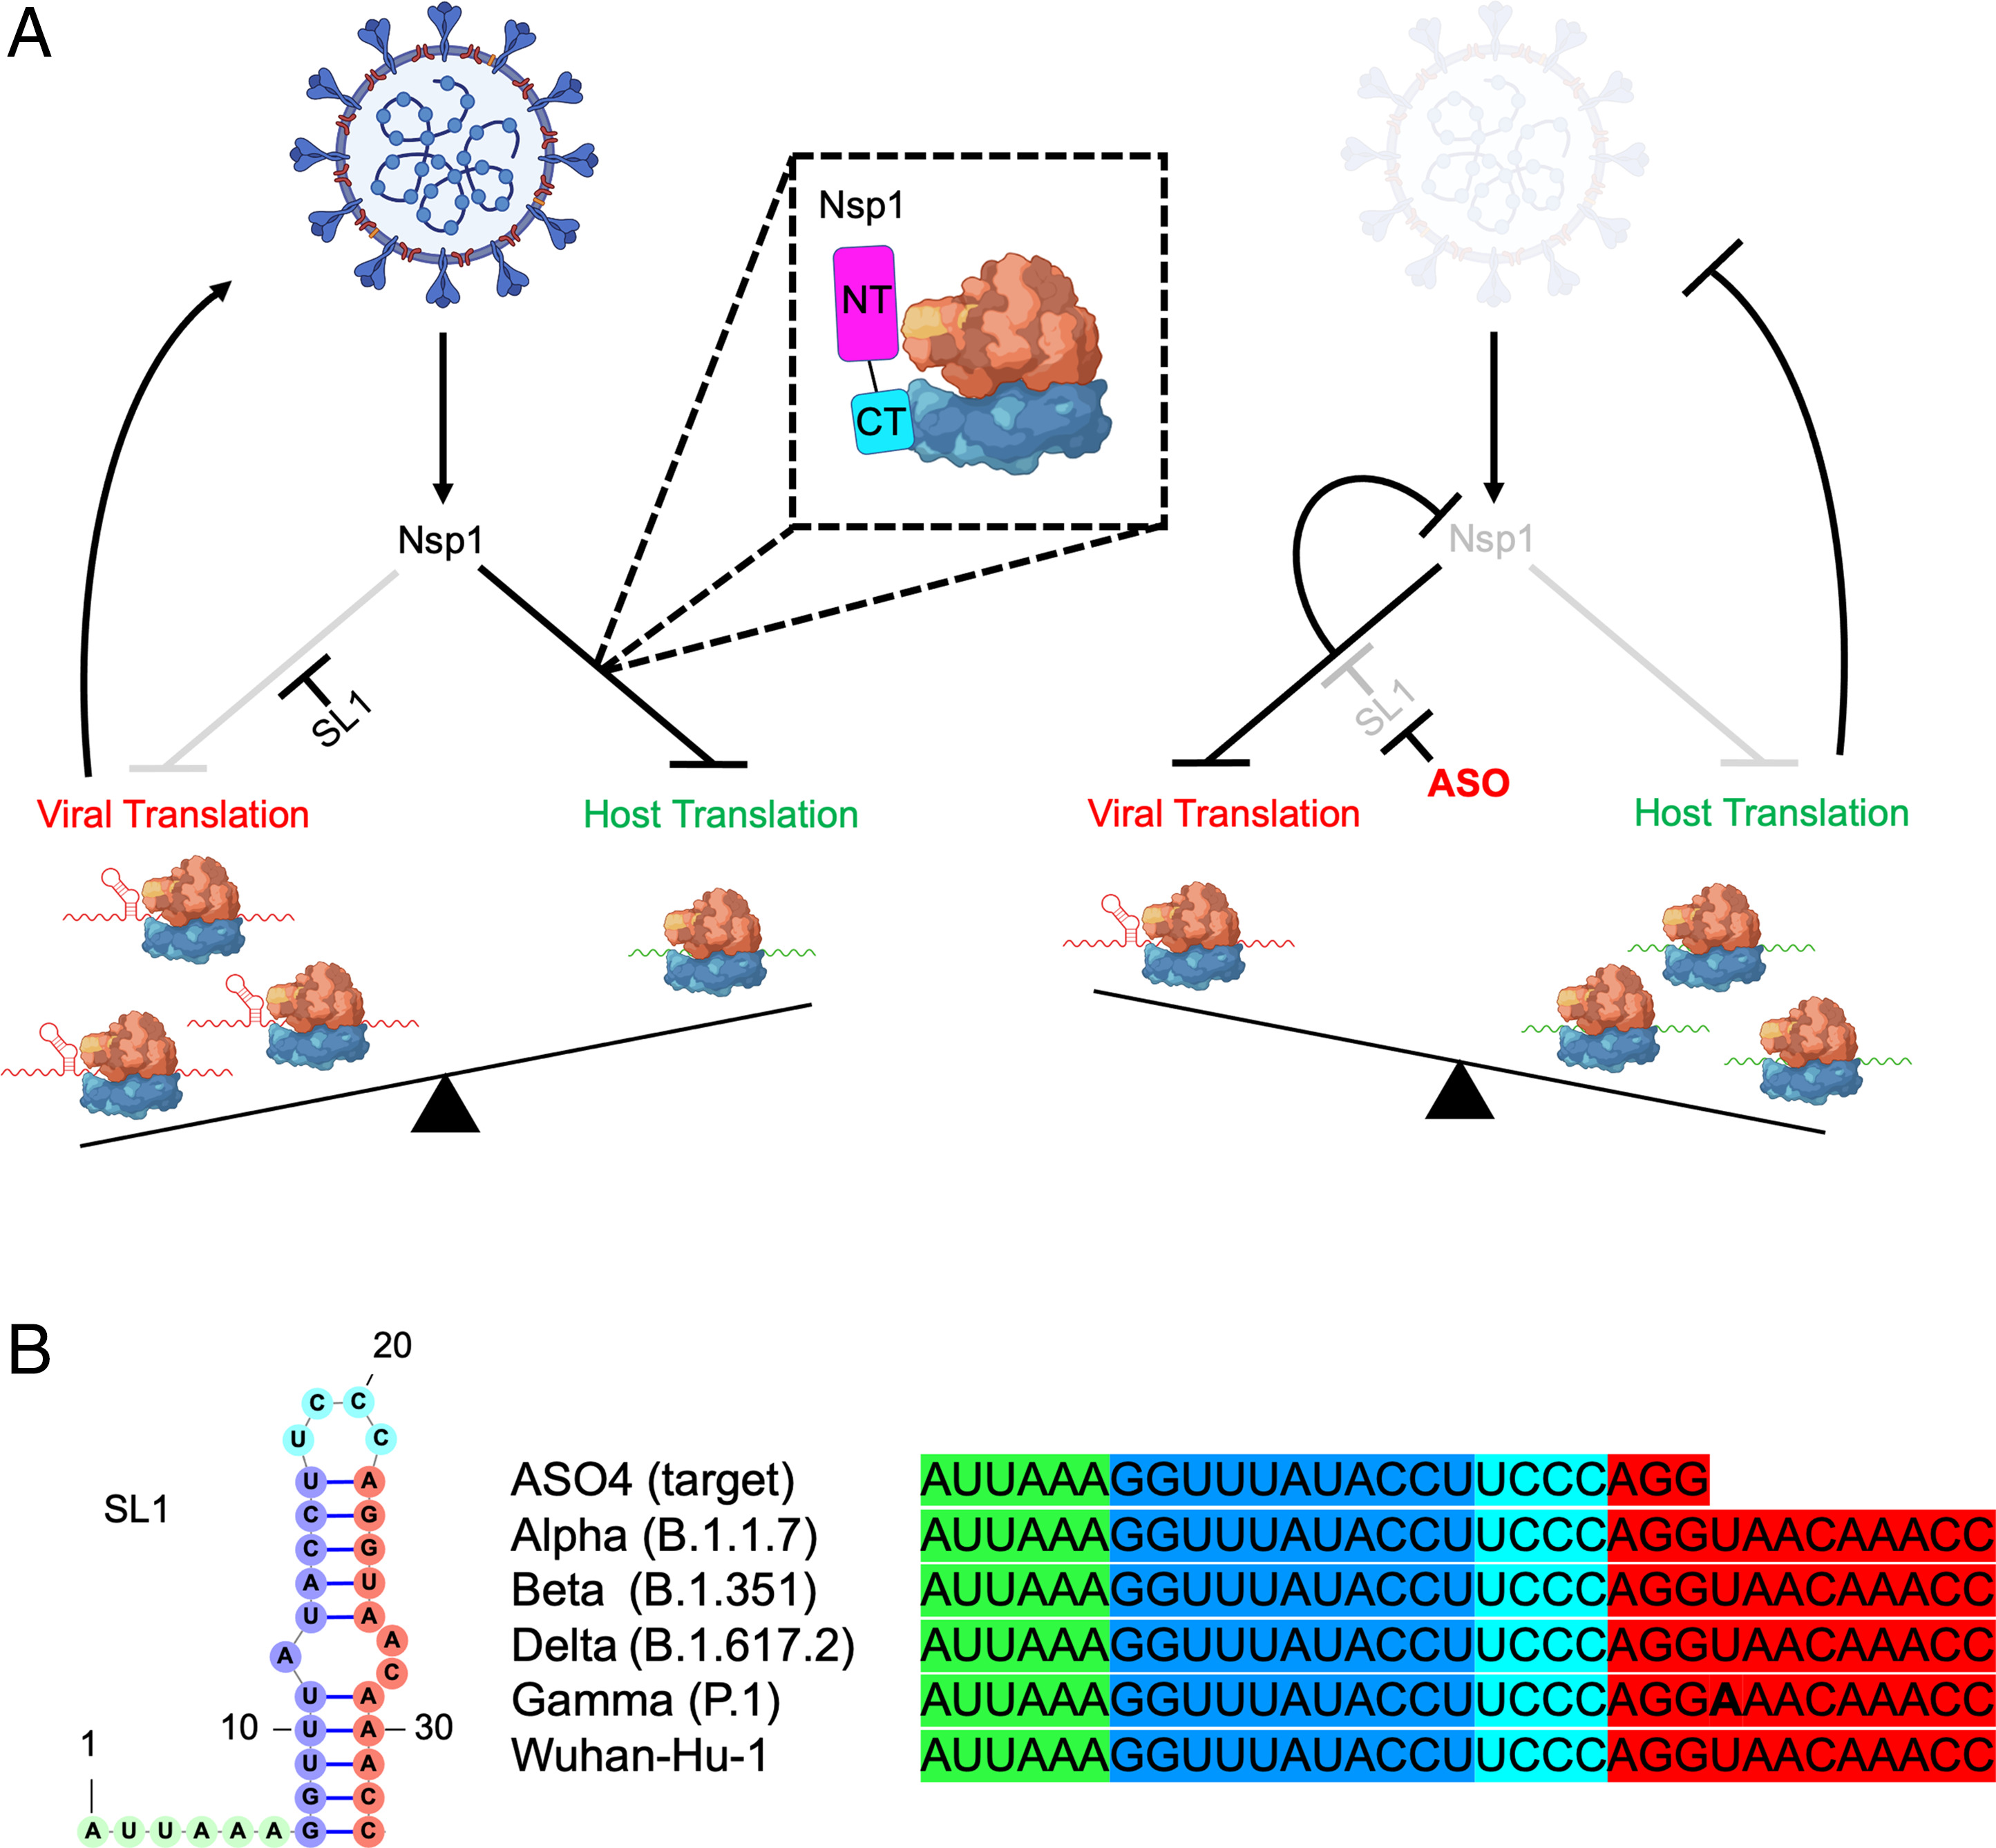 A
Nsp1
NT
CT
Nsp1
Nsp1
SL1
SL1
ASO
Viral Translation
Host Translation
Viral Translation
Host Translation
B
20
SL1
C C
U C
U A
C G
C G
A U
U A
A A
C
U A
10 U A 30
U A
1
G C
A U U A A A G C
ASO4 (target) AUUAAAGGUUUAUACCUUCCCAGG
Alpha (B.1.1.7) AUUAAAGGUUUAUACCUUCCCAGGUAACAAACC
Beta (B.1.351) AUUAAAGGUUUAUACCUUCCCAGGUAACAAACC
Delta (B.1.617.2) AUUAAAGGUUUAUACCUUCCCAGGUAACAAACC
Gamma (P.1) AUUAAAGGUUUAUACCUUCCCAGGAAACAAACC
Wuhan-Hu-1 AUUAAAGGUUUAUACCUUCCCAGGUAACAAACC